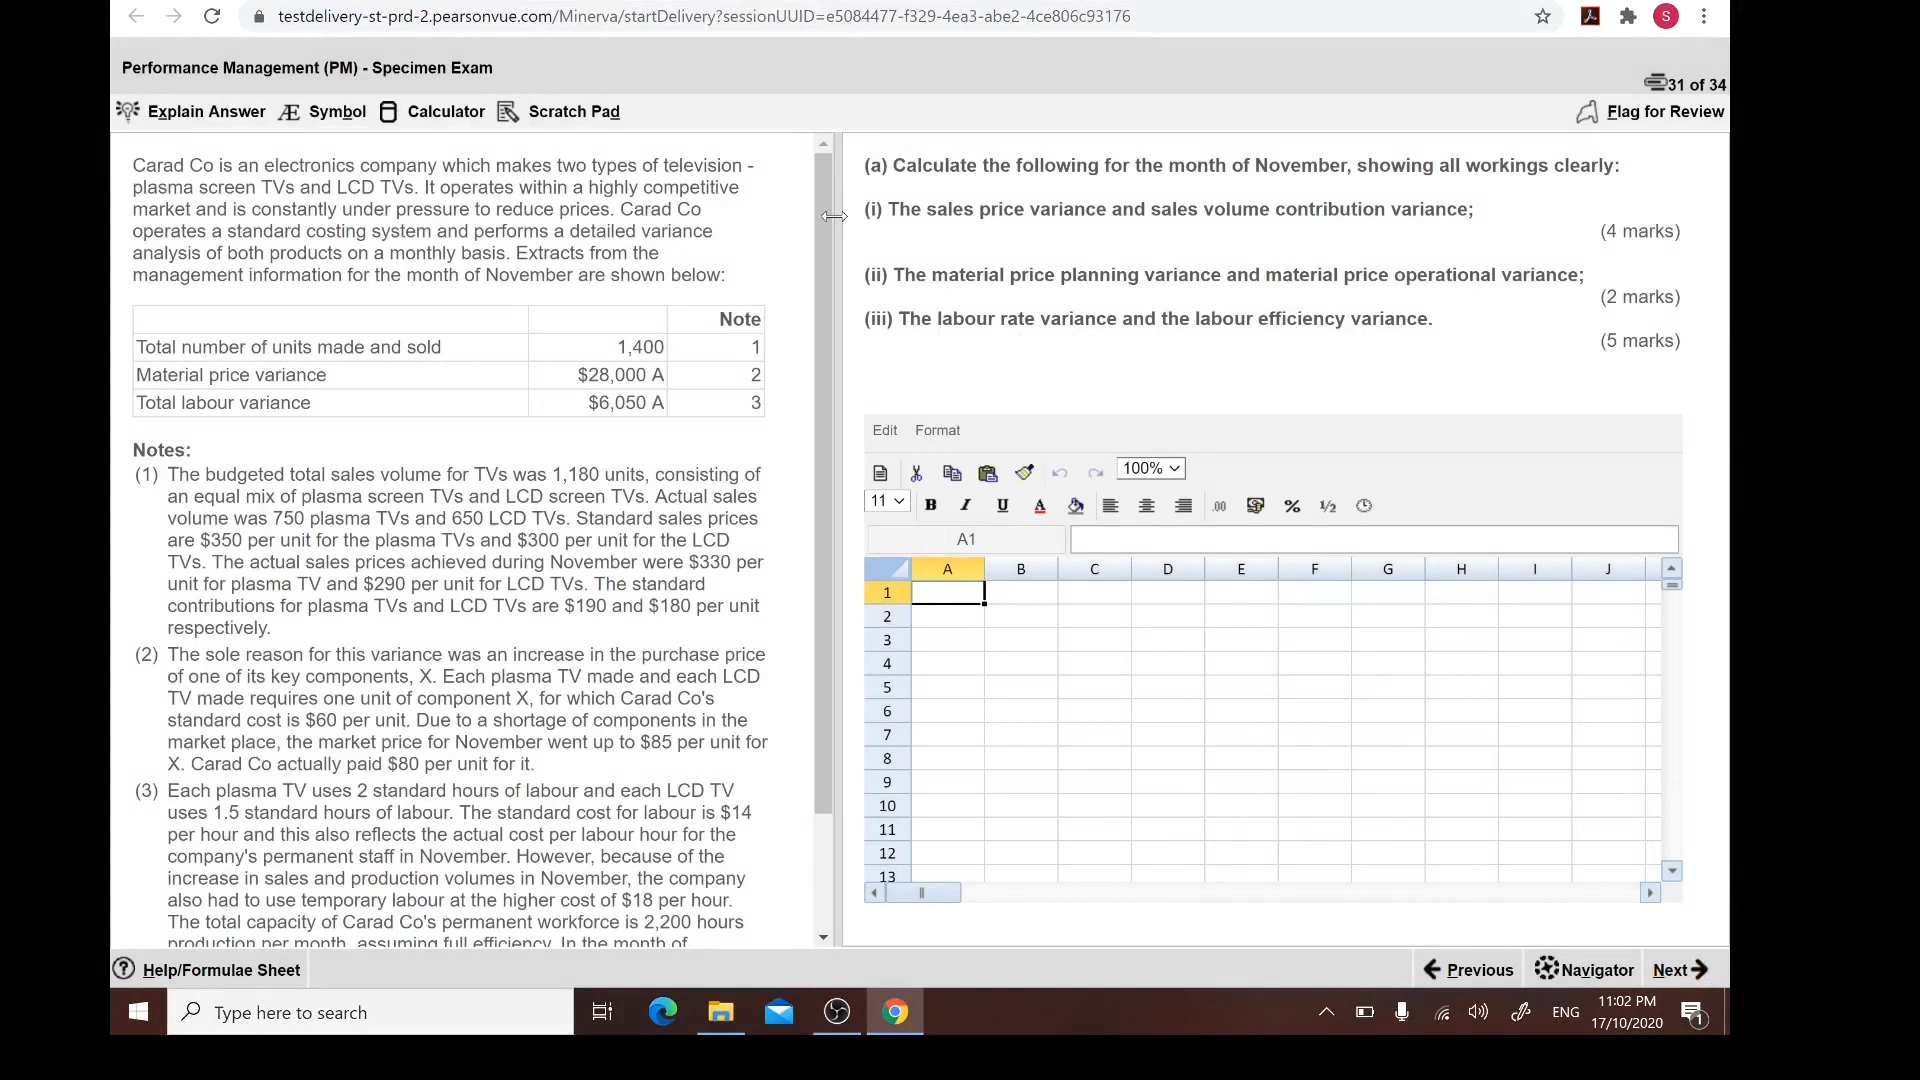 testdelivery-st-prd-2.pearsonvue.com/Minerva/startDelivery?sessionUUID=e5084477-f329-4ea3-abe2-4ce806c93176
S
Performance Management (PM) - Specimen Exam
31 of 34
Explain Answer
Symbol
Calculator
Scratch Pad
Flag for Review
Carad Co is an electronics company which makes two types of television -
plasma screen TVs and LCD TVs. It operates within a highly competitive
market and is constantly under pressure to reduce prices. Carad Co
operates a standard costing system and performs a detailed variance
analysis of both products on a monthly basis. Extracts from the
management information for the month of November are shown below:
Note
Total number of units made and sold 1,400 1
Material price variance $28,000 A 2
Total labour variance $6,050 A 3
Notes:
(1) The budgeted total sales volume for TVs was 1,180 units, consisting of
an equal mix of plasma screen TVs and LCD screen TVs. Actual sales
volume was 750 plasma TVs and 650 LCD TVs. Standard sales prices
are $350 per unit for the plasma TVs and $300 per unit for the LCD
TVs. The actual sales prices achieved during November were $330 per
unit for plasma TV and $290 per unit for LCD TVs. The standard
contributions for plasma TVs and LCD TVs are $190 and $180 per unit
respectively.
(2) The sole reason for this variance was an increase in the purchase price
of one of its key components, X. Each plasma TV made and each LCD
TV made requires one unit of component X, for which Carad Co's
standard cost is $60 per unit. Due to a shortage of components in the
market place, the market price for November went up to $85 per unit for
X. Carad Co actually paid $80 per unit for it.
(3) Each plasma TV uses 2 standard hours of labour and each LCD TV
uses 1.5 standard hours of labour. The standard cost for labour is $14
per hour and this also reflects the actual cost per labour hour for the
company's permanent staff in November. However, because of the
increase in sales and production volumes in November, the company
also had to use temporary labour at the higher cost of $18 per hour.
The total capacity of Carad Co's permanent workforce is 2,200 hours
production per month, assuming full efficiency. In the month of
(a) Calculate the following for the month of November, showing all workings clearly:
(i) The sales price variance and sales volume contribution variance;
(4 marks)
(ii) The material price planning variance and material price operational variance;
(2 marks)
(iii) The labour rate variance and the labour efficiency variance.
(5 marks)
Edit Format
100%
11 B I U A .00 % 1/2
A1
A B C D E F G H I J
1
2
3
4
5
6
7
8
9
10
11
12
13
Help/Formulae Sheet
Previous
Navigator
Next
Type here to search
ENG
11:02 PM
17/10/2020
1